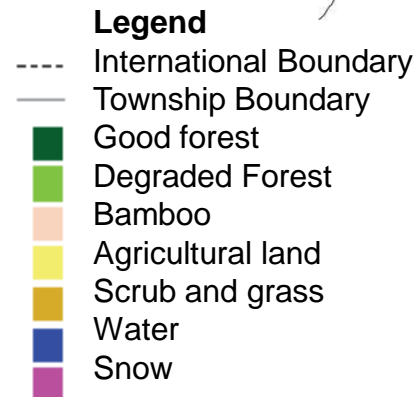 Legend
International Boundary
Township Boundary
Good forest
Degraded Forest
Bamboo
Agricultural land
Scrub and grass
Water
Snow